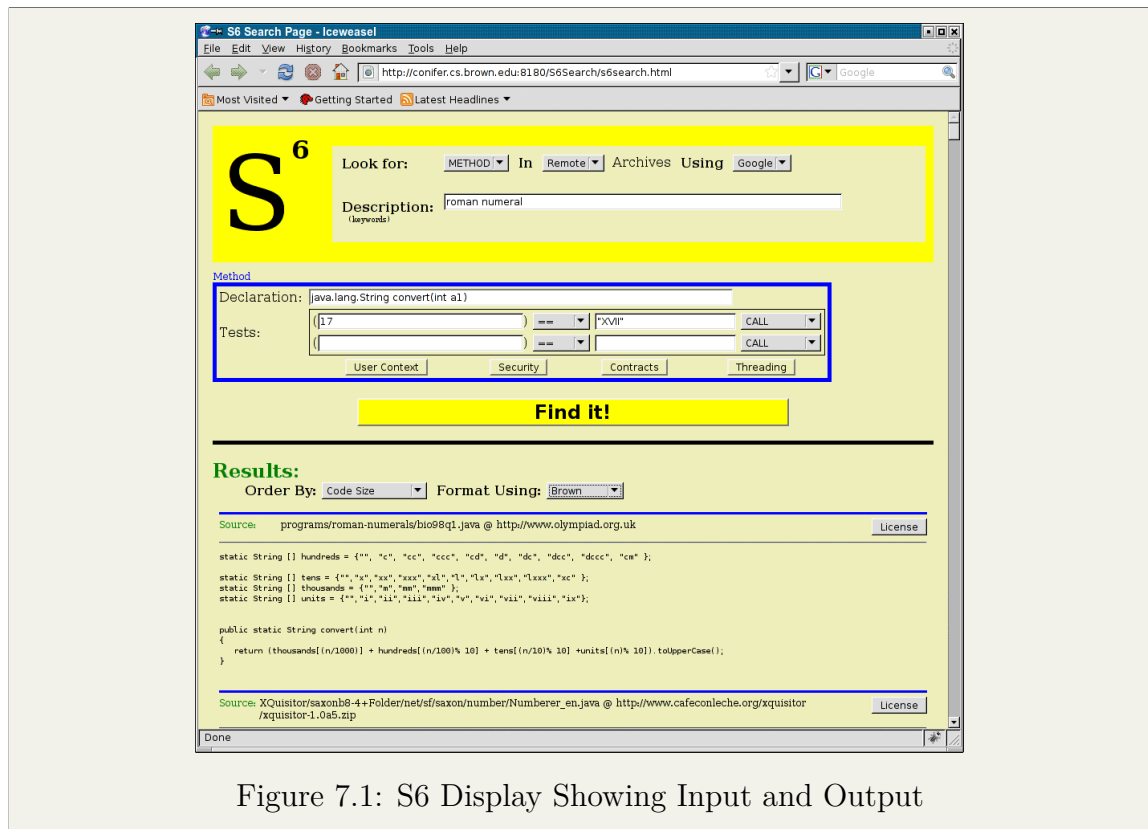 S6 Search Page - Iceweasel
File Edit View History Bookmarks Tools Help
http://conifer.cs.brown.edu:8180/S6Search/s6search.html G Google
Most Visited Getting Started Latest Headlines
S6
Look for: METHOD In Remote Archives Using Google
Description: roman numeral
(keywords)
Method
Declaration: java.lang.String convert(int a1)
Tests:
(17) == "XVII" CALL
() == CALL
User Context Security Contracts Threading
Find it!
Results:
Order By: Code Size Format Using: Brown
Source: programs/roman-numerals/bio98q1.java @ http://www.olympiad.org.uk License
static String [] hundreds = {"", "c", "cc", "ccc", "cd", "d", "dc", "dcc", "dccc", "cm" };
static String [] tens = {"","x","xx","xxx","xl","l","lx","lxx","lxxx","xc" };
static String [] thousands = {"","m","mm","mmm" };
static String [] units = {"","i","ii","iii","iv","v","vi","vii","viii","ix"};
public static String convert(int n)
{
return (thousands[(n/1000)] + hundreds[(n/100)% 10] + tens[(n/10)% 10] +units[(n)% 10]).toUpperCase();
}
Source: XQuisitor/saxonb8-4+Folder/net/sf/saxon/number/Numberer_en.java @ http://www.cafeconleche.org/xquisitor License
/xquisitor-1.0a5.zip
Done
Figure 7.1: S6 Display Showing Input and Output